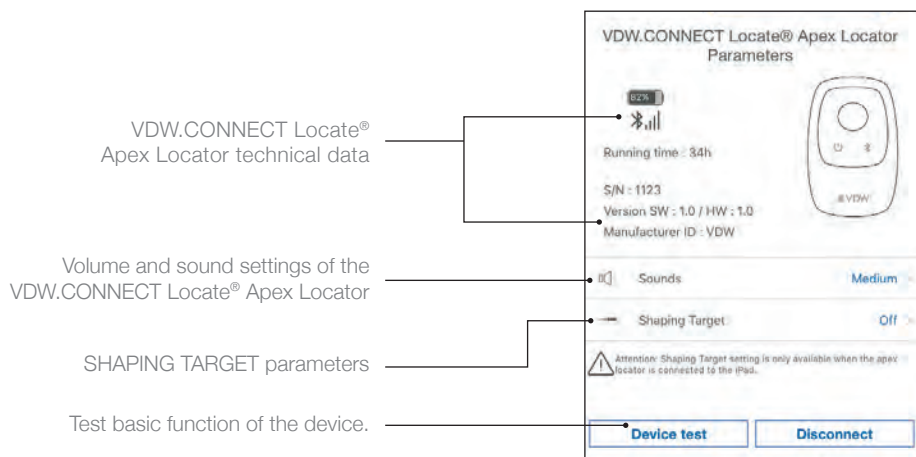 VDW.CONNECT Locate® Apex Locator
Parameters
82%
Running time : 34h
S/N : 1123
Version SW : 1.0 / HW : 1.0
Manufacturer ID : VDW
VDW
VDW.CONNECT Locate®
Apex Locator technical data
Volume and sound settings of the
VDW.CONNECT Locate® Apex Locator
Sounds
Medium
SHAPING TARGET parameters
Shaping Target
Off
Attention: Shaping Target setting is only available when the apex
locator is connected to the iPad.
Test basic function of the device.
Device test
Disconnect